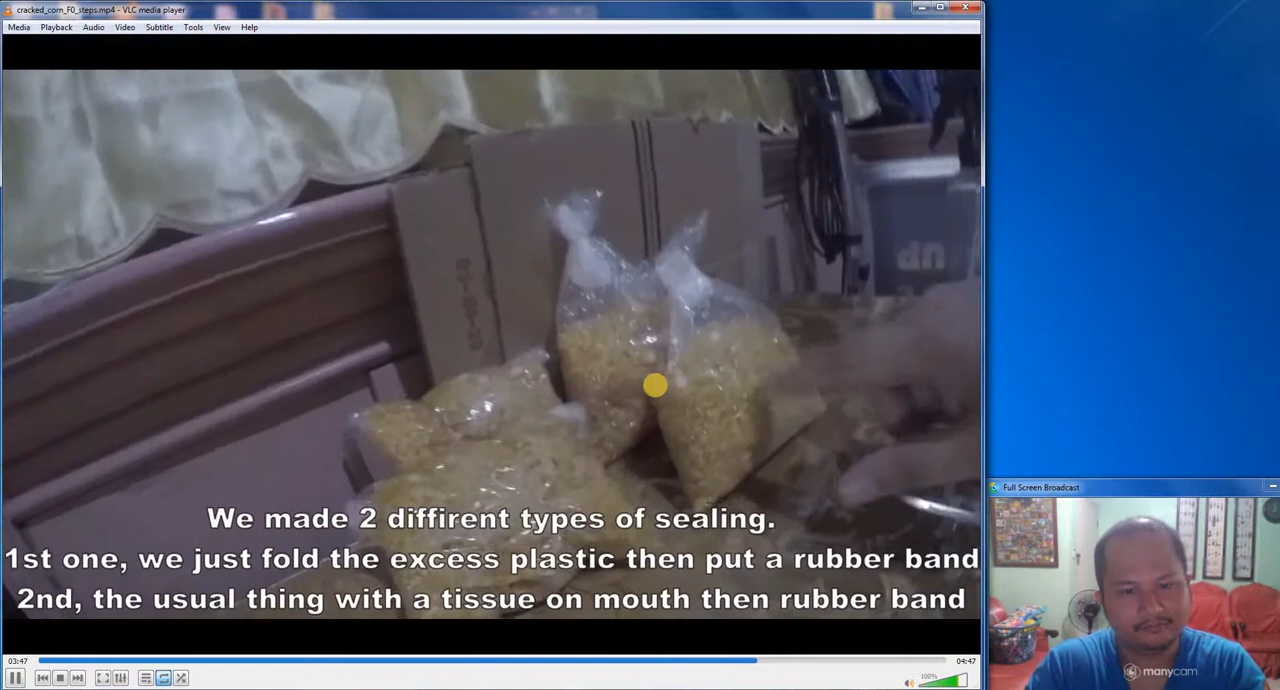 cracked_corn_F0_steps.mp4 - VLC media player
Media Playback Audio Video Subtitle Tools View Help
We made 2 diffirent types of sealing.
1st one, we just fold the excess plastic then put a rubber band
2nd, the usual thing with a tissue on mouth then rubber band
03:47
04:47
100%
Full Screen Broadcast
manycam